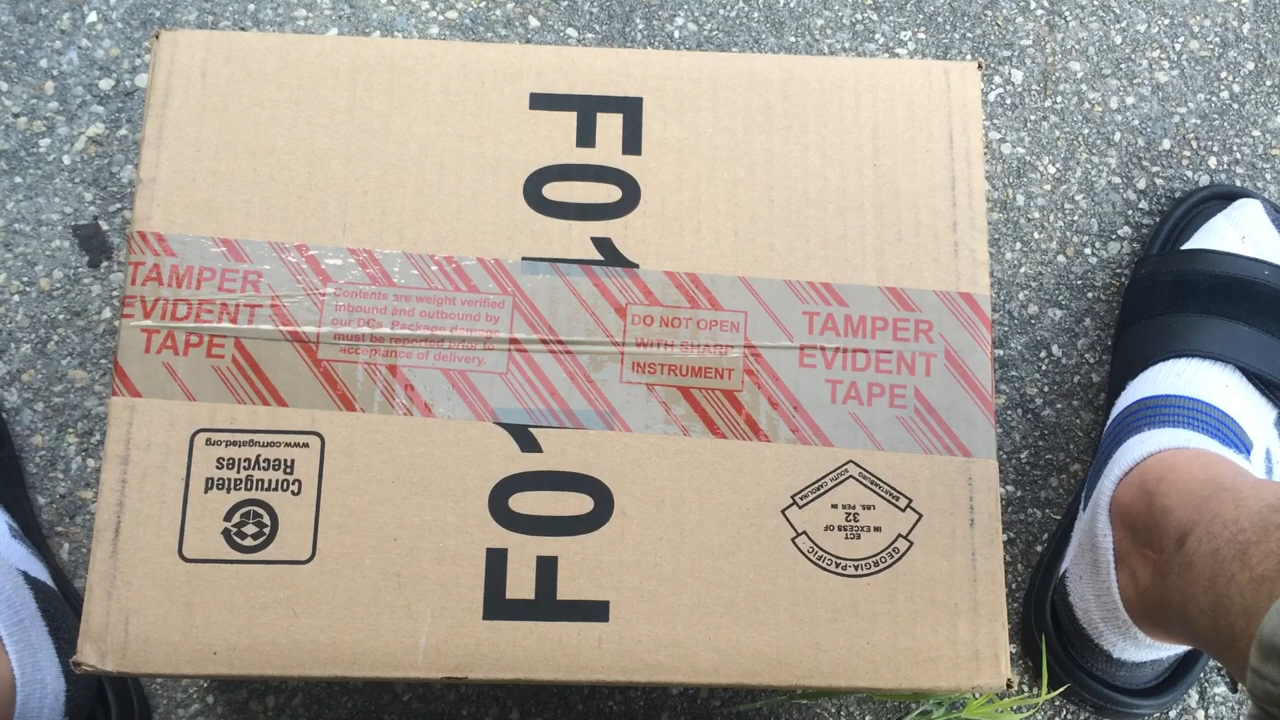 F01
TAMPER
EVIDENT
TAPE
Contents are weight verified
inbound and outbound by
our DCs. Package damage
must be reported prior to
acceptance of delivery.
DO NOT OPEN
WITH SHARP
INSTRUMENT
TAMPER
EVIDENT
TAPE
F01
Corrugated
Recycles
www.corrugated.org
GEORGIA-PACIFIC
ECT
IN EXCESS OF
32
LBS. PER IN
SPARTANBURG SOUTH CAROLINA